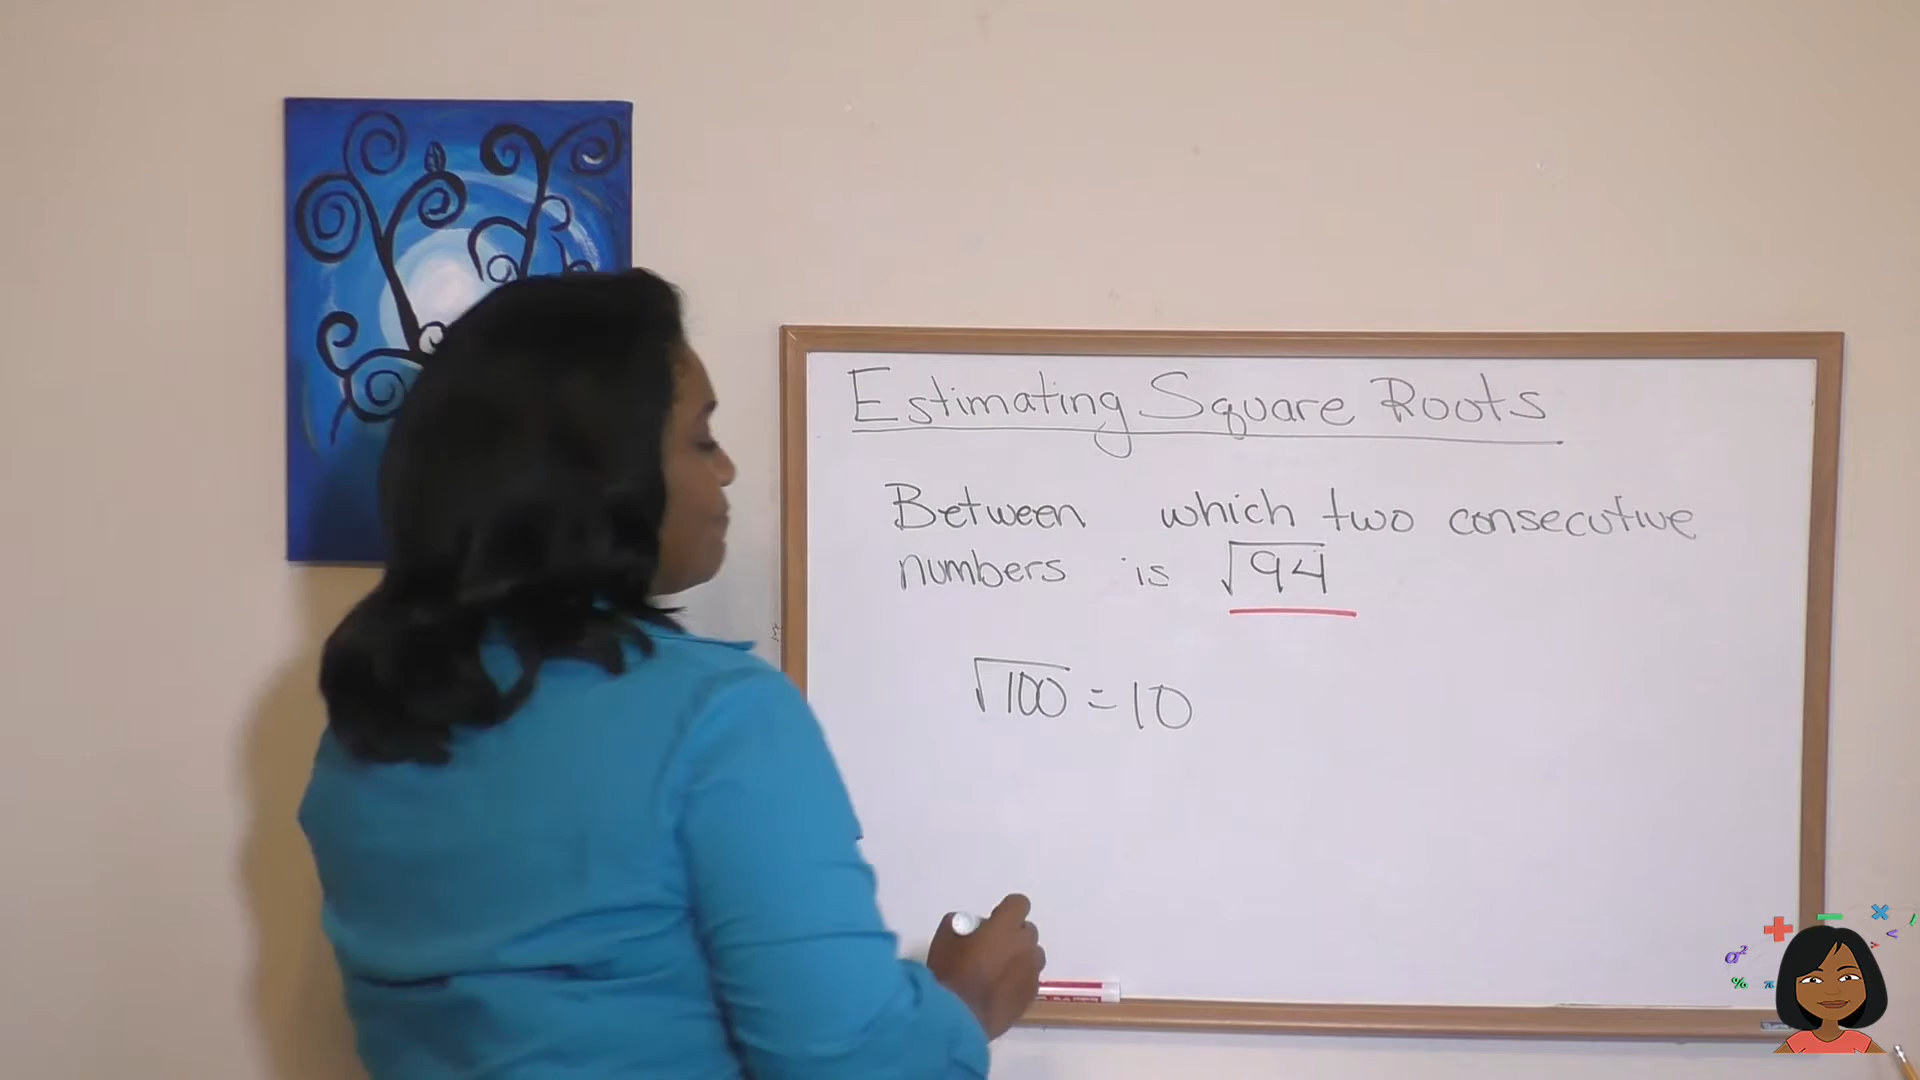 Estimating Square Roots
Between which two consecutive
numbers is √94
√100 = 10